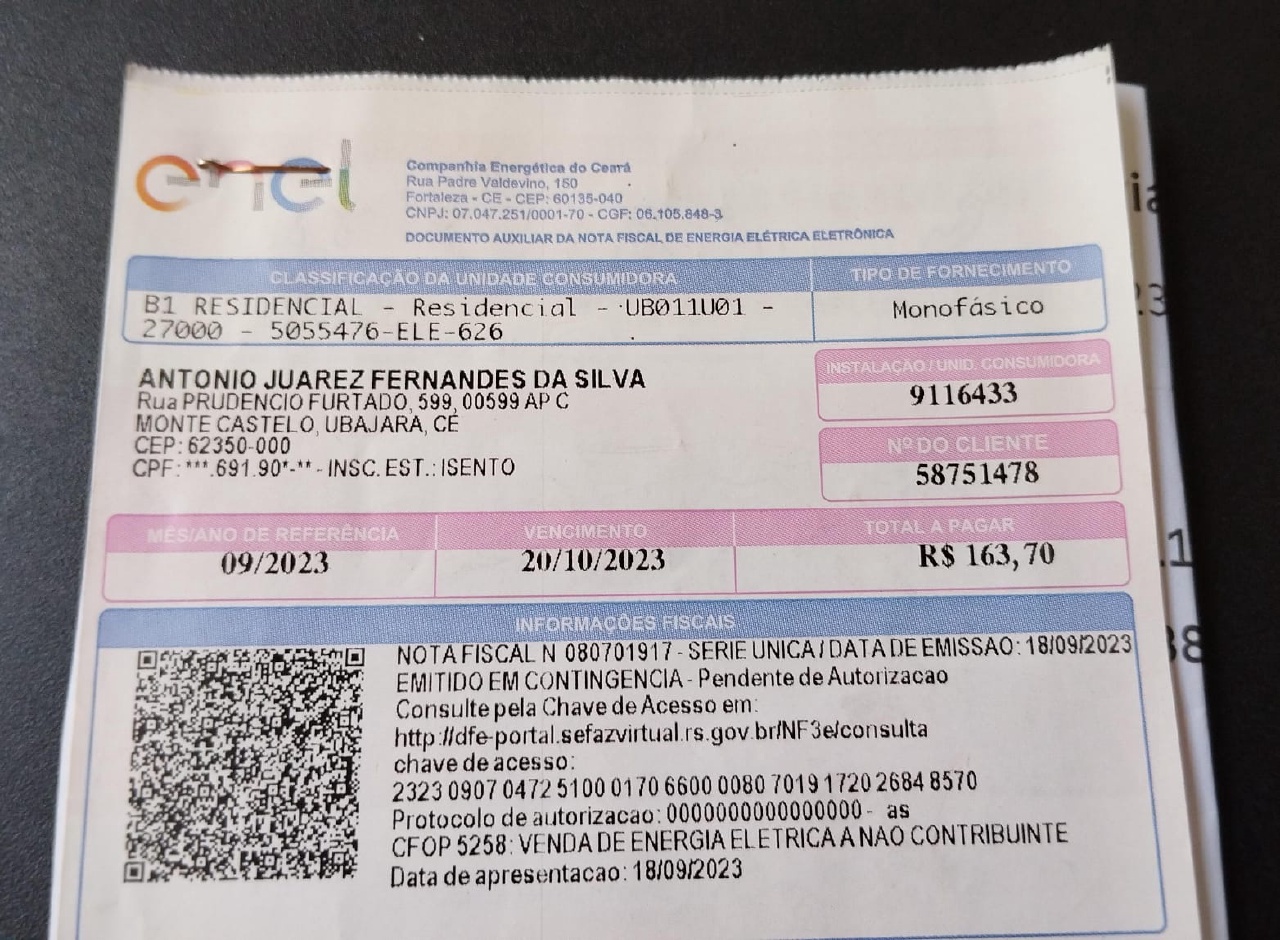 enel
Companhia Energética do Ceará
Rua Padre Valdevino, 150
Fortaleza - CE - CEP: 60135-040
CNPJ: 07.047.251/0001-70 - CGF: 06.105.848-3
DOCUMENTO AUXILIAR DA NOTA FISCAL DE ENERGIA ELÉTRICA ELETRÔNICA
CLASSIFICAÇÃO DA UNIDADE CONSUMIDORA
TIPO DE FORNECIMENTO
B1 RESIDENCIAL - Residencial - UB011U01 -
27000 - 5055476-ELE-626
Monofásico
ANTONIO JUAREZ FERNANDES DA SILVA
Rua PRUDENCIO FURTADO, 599, 00599 AP C
MONTE CASTELO, UBAJARA, CE
CEP: 62350-000
CPF: ***.691.90*-** - INSC. EST.: ISENTO
INSTALAÇÃO / UNID. CONSUMIDORA
9116433
Nº DO CLIENTE
58751478
MÊS/ANO DE REFERÊNCIA
09/2023
VENCIMENTO
20/10/2023
TOTAL A PAGAR
R$ 163,70
INFORMAÇÕES FISCAIS
NOTA FISCAL N 080701917 - SERIE UNICA / DATA DE EMISSAO: 18/09/2023
EMITIDO EM CONTINGENCIA - Pendente de Autorizacao
Consulte pela Chave de Acesso em:
http://dfe-portal.sefazvirtual.rs.gov.br/NF3e/consulta
chave de acesso:
2323 0907 0472 5100 0170 6600 0080 7019 1720 2684 8570
Protocolo de autorizacao: 0000000000000000 - as
CFOP 5258: VENDA DE ENERGIA ELETRICA A NAO CONTRIBUINTE
Data de apresentacao: 18/09/2023